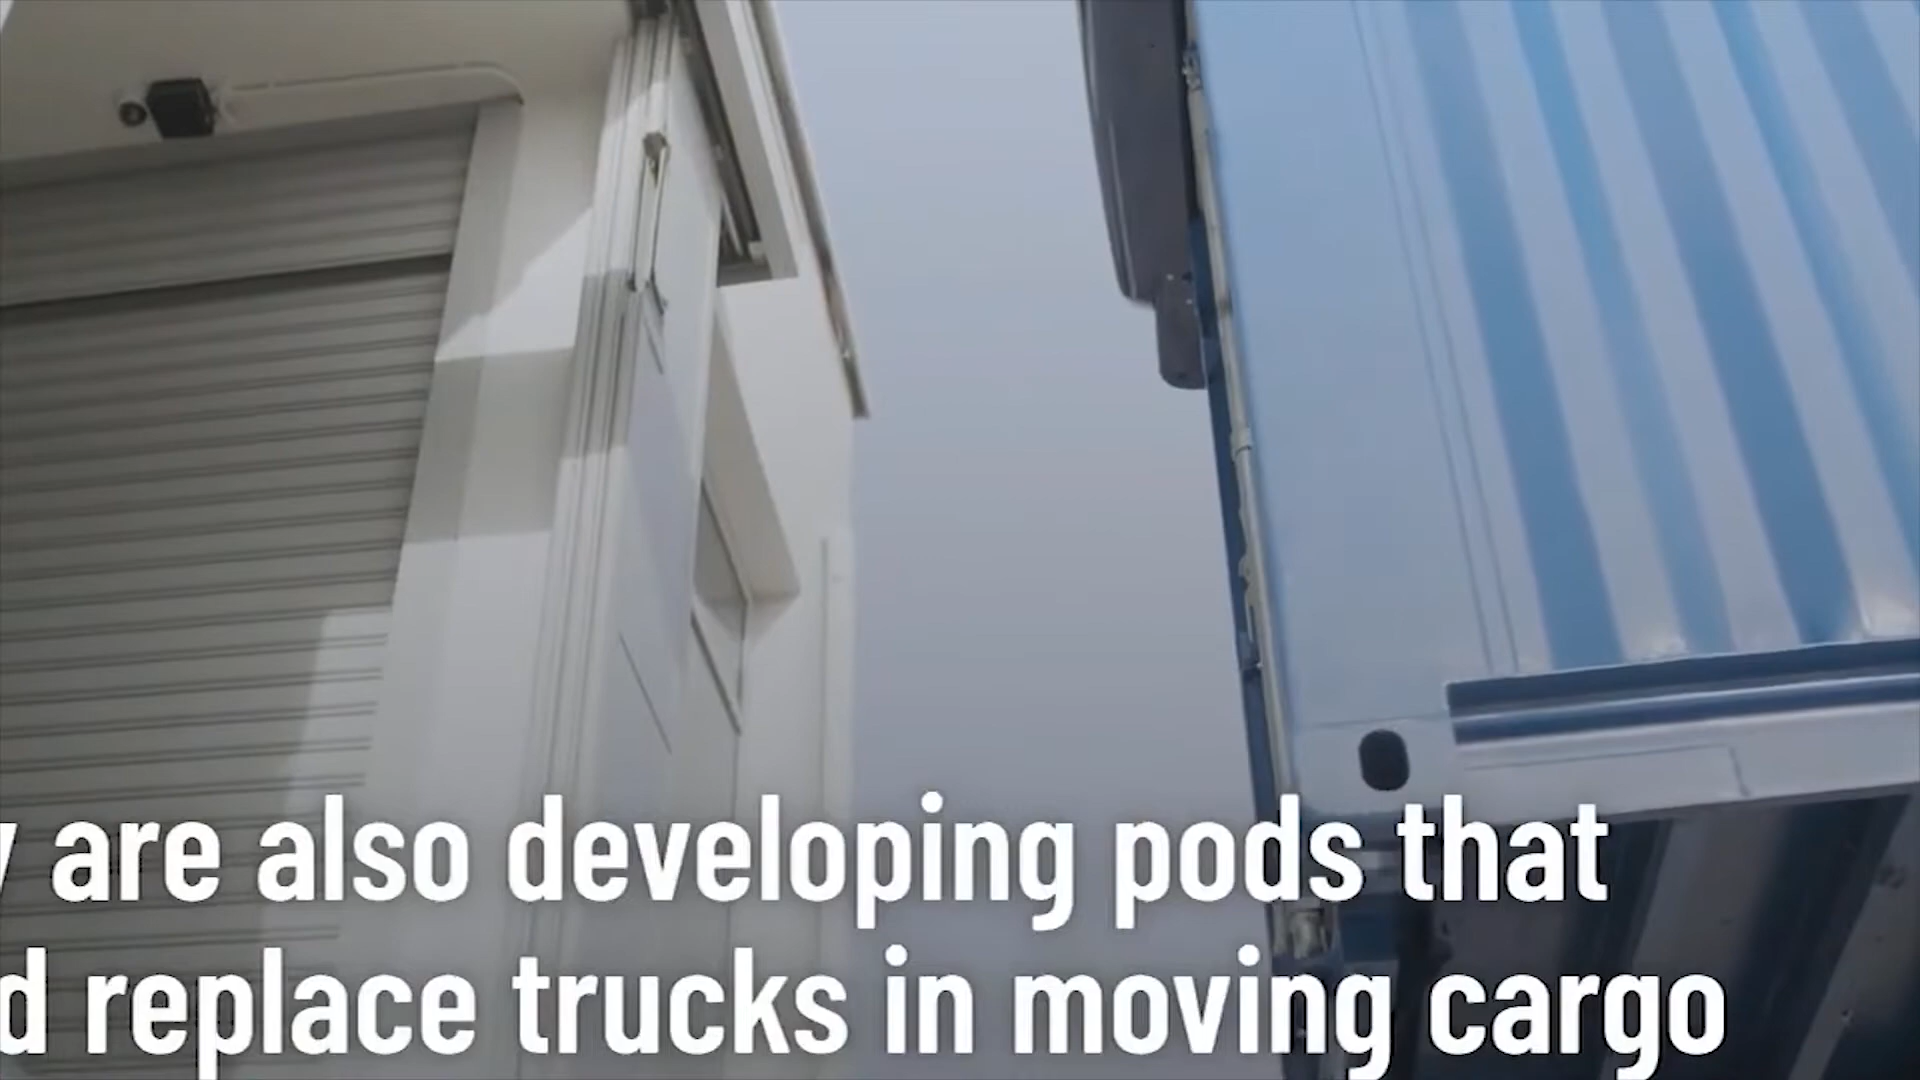 are also developing pods that
replace trucks in moving cargo